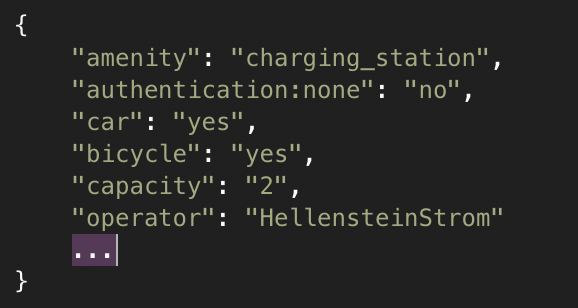 {
"amenity": "charging_station",
"authentication:none": "no",
"car": "yes",
"bicycle": "yes",
"capacity": "2",
"operator": "HellensteinStrom"
...
}